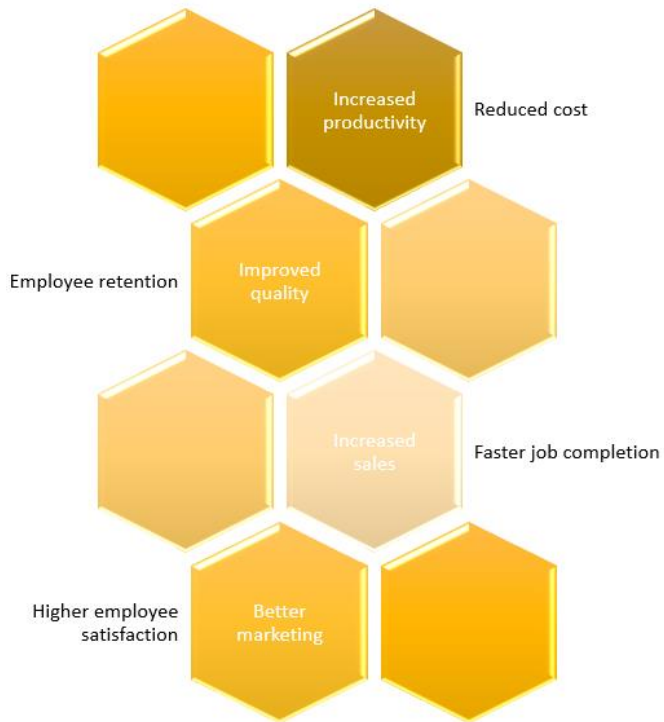 Increased
productivity
Reduced cost
Employee retention
Improved
quality
Increased
sales
Faster job completion
Higher employee
satisfaction
Better
marketing